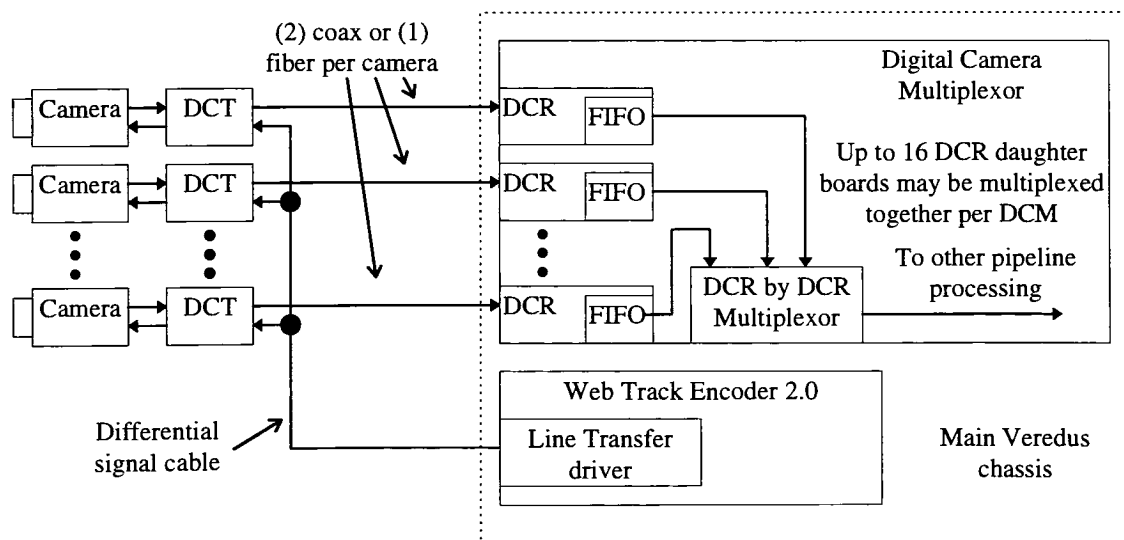 (2) coax or (1)
fiber per camera
Digital Camera
Multiplexor
Camera
DCT
DCR
FIFO
Up to 16 DCR daughter
boards may be multiplexed
together per DCM
Camera
DCT
DCR
FIFO
To other pipeline
processing
Camera
DCT
DCR
FIFO
DCR by DCR
Multiplexor
Web Track Encoder 2.0
Line Transfer
driver
Differential
signal cable
Main Veredus
chassis